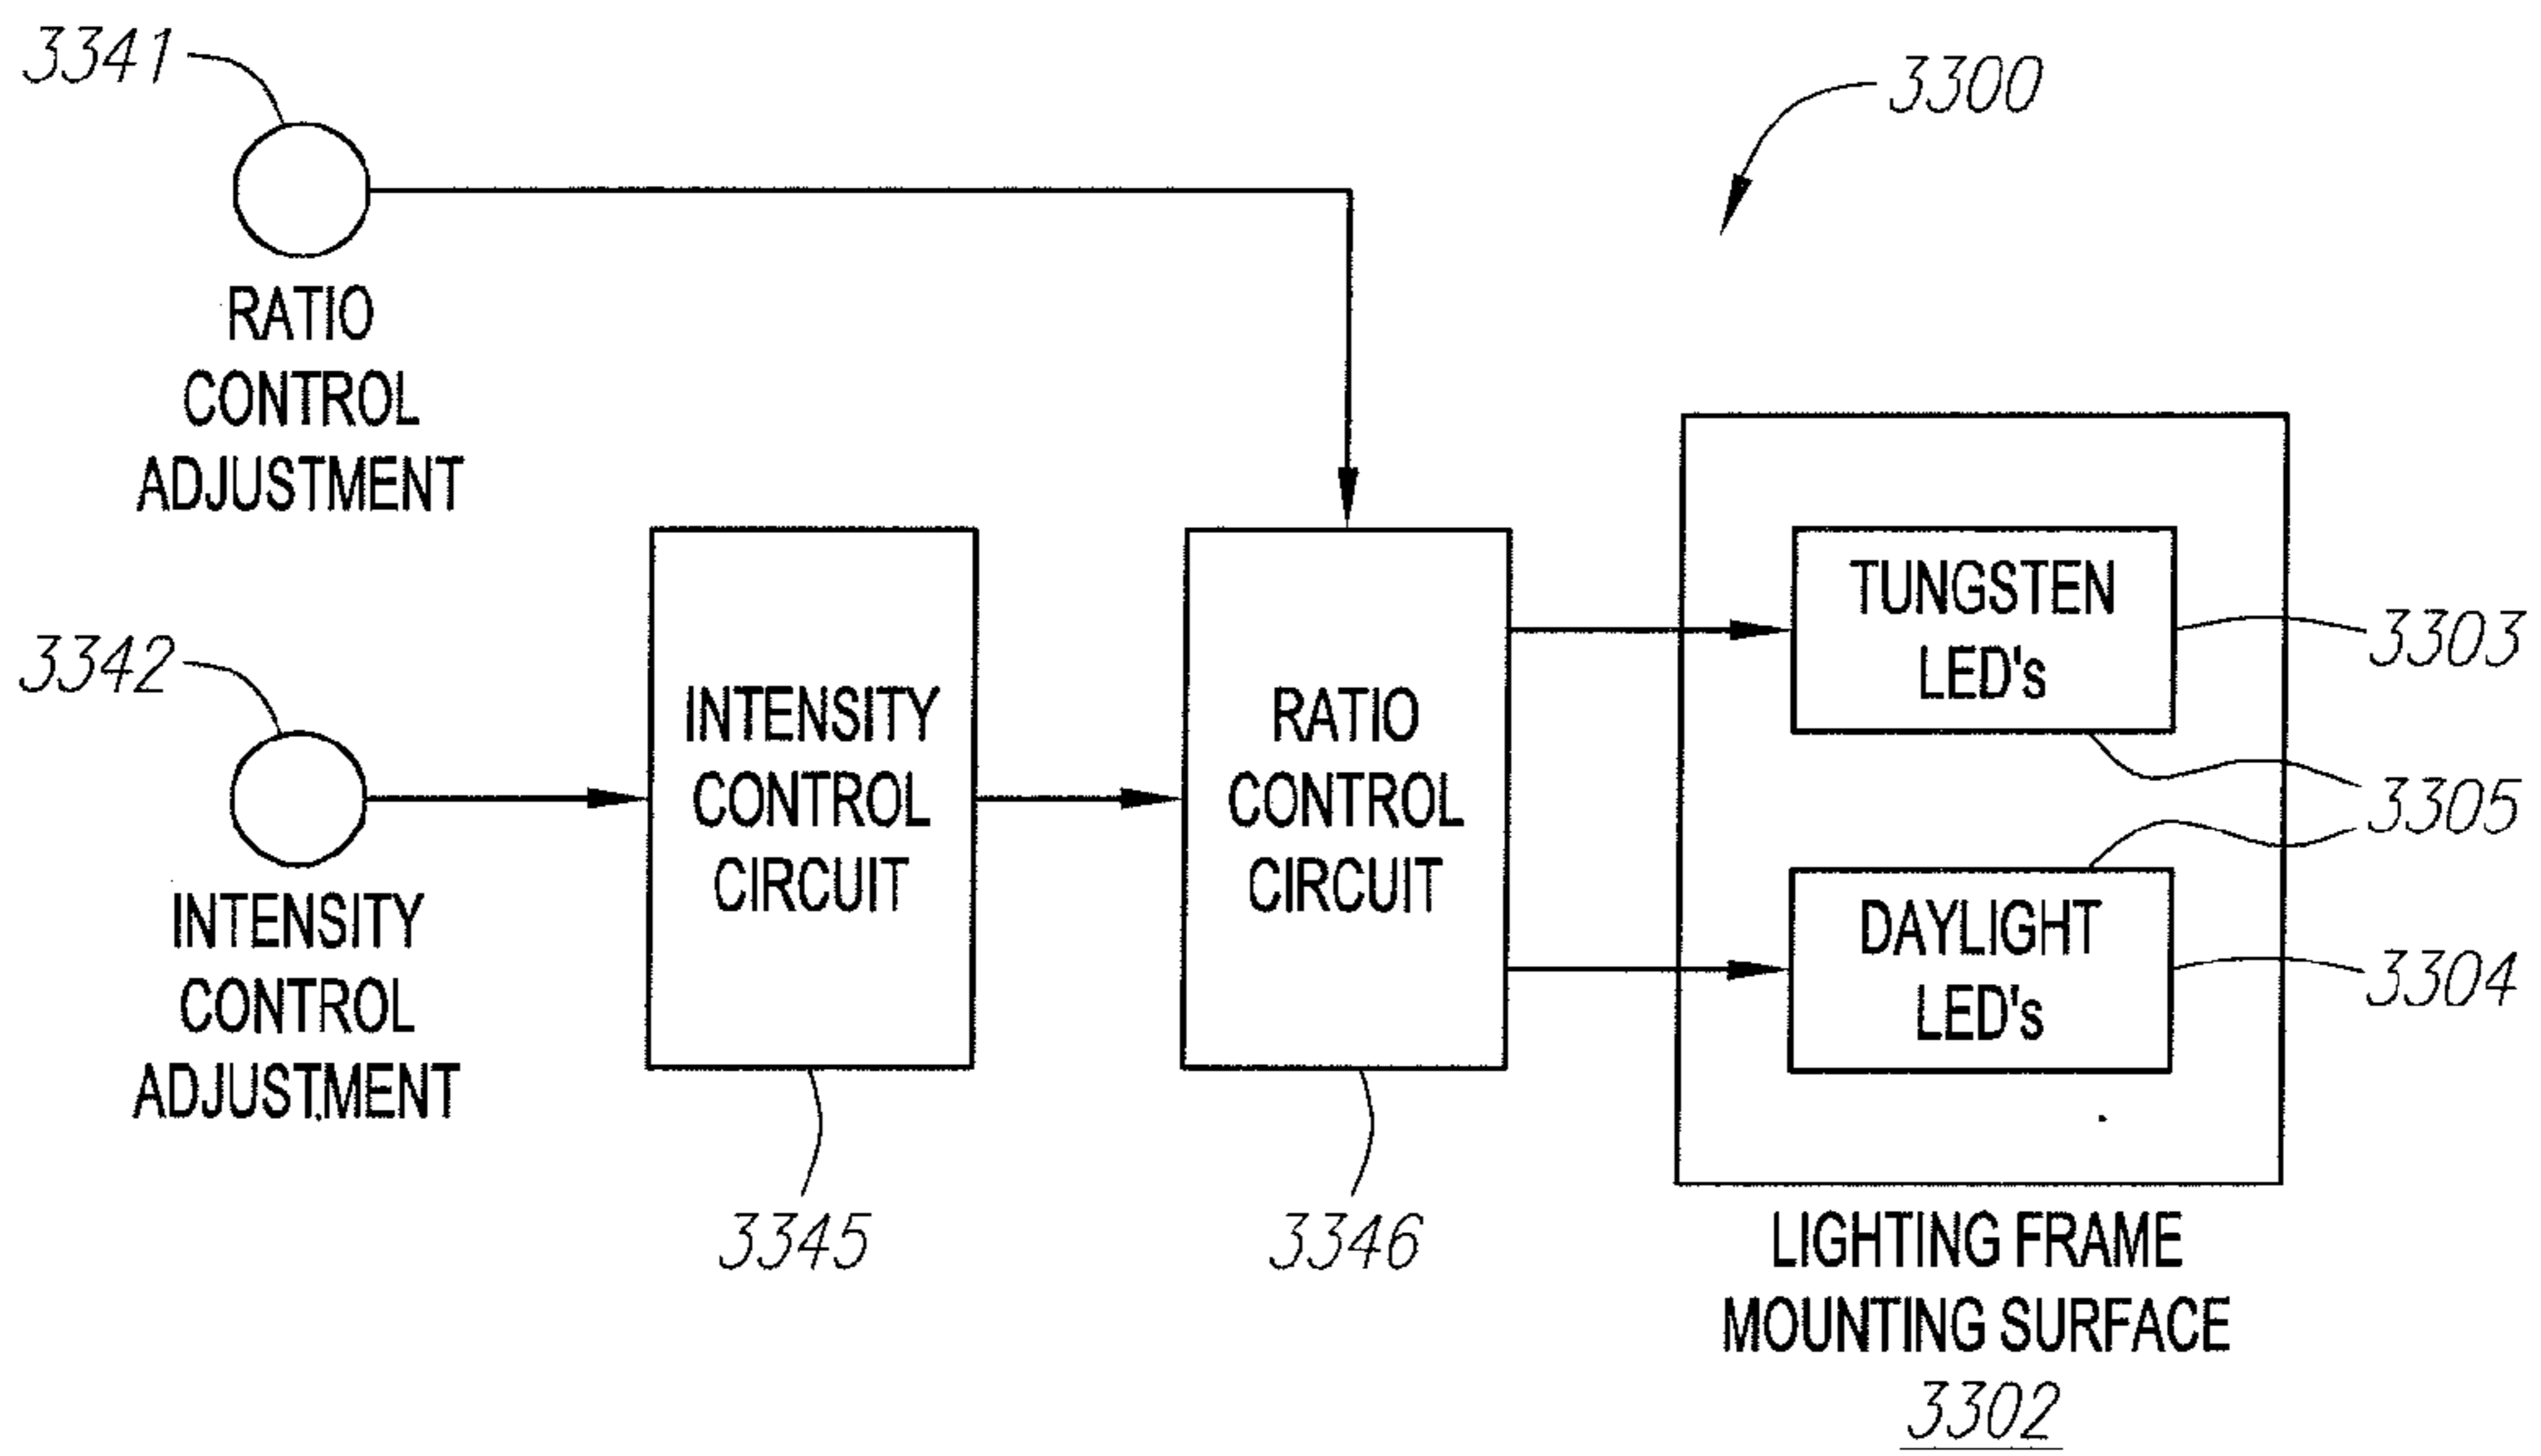 3341
3300
RATIO
CONTROL
ADJUSTMENT
3342
INTENSITY
CONTROL
ADJUSTMENT
INTENSITY
CONTROL
CIRCUIT
3345
RATIO
CONTROL
CIRCUIT
3346
TUNGSTEN
LED's
3303
3305
DAYLIGHT
LED's
3304
LIGHTING FRAME
MOUNTING SURFACE
3302